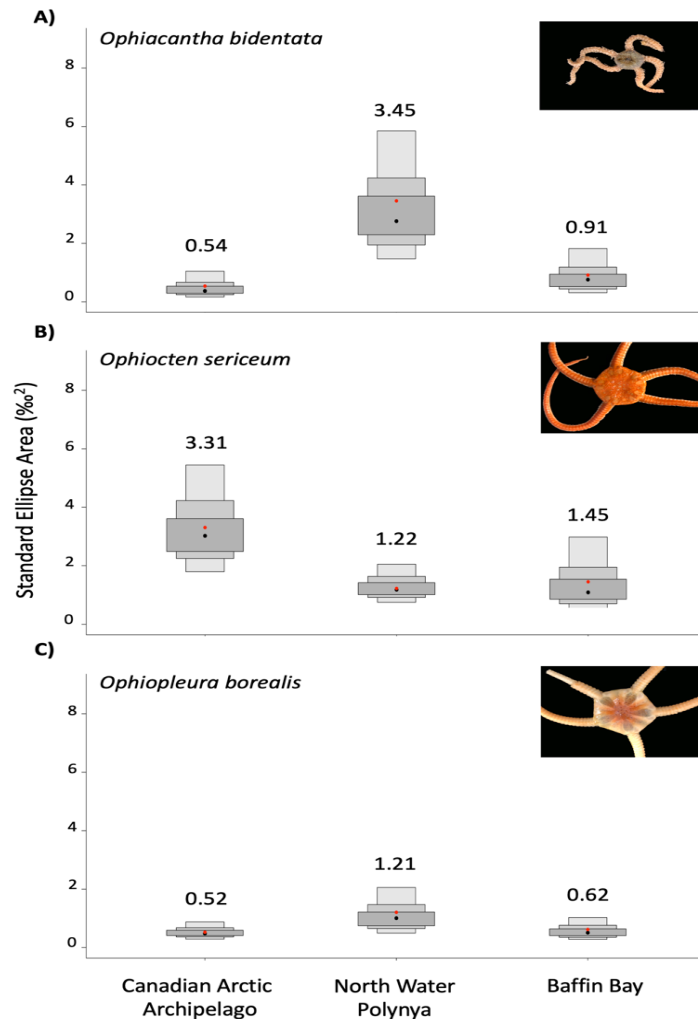 A)
Ophiacantha bidentata
8
6
4
2
0
0.54
3.45
0.91
B)
Ophiocten sericeum
8
6
4
2
0
3.31
1.22
1.45
Standard Ellipse Area (‰²)
C)
Ophiopleura borealis
8
6
4
2
0
0.52
1.21
0.62
Canadian Arctic
Archipelago
North Water
Polynya
Baffin Bay